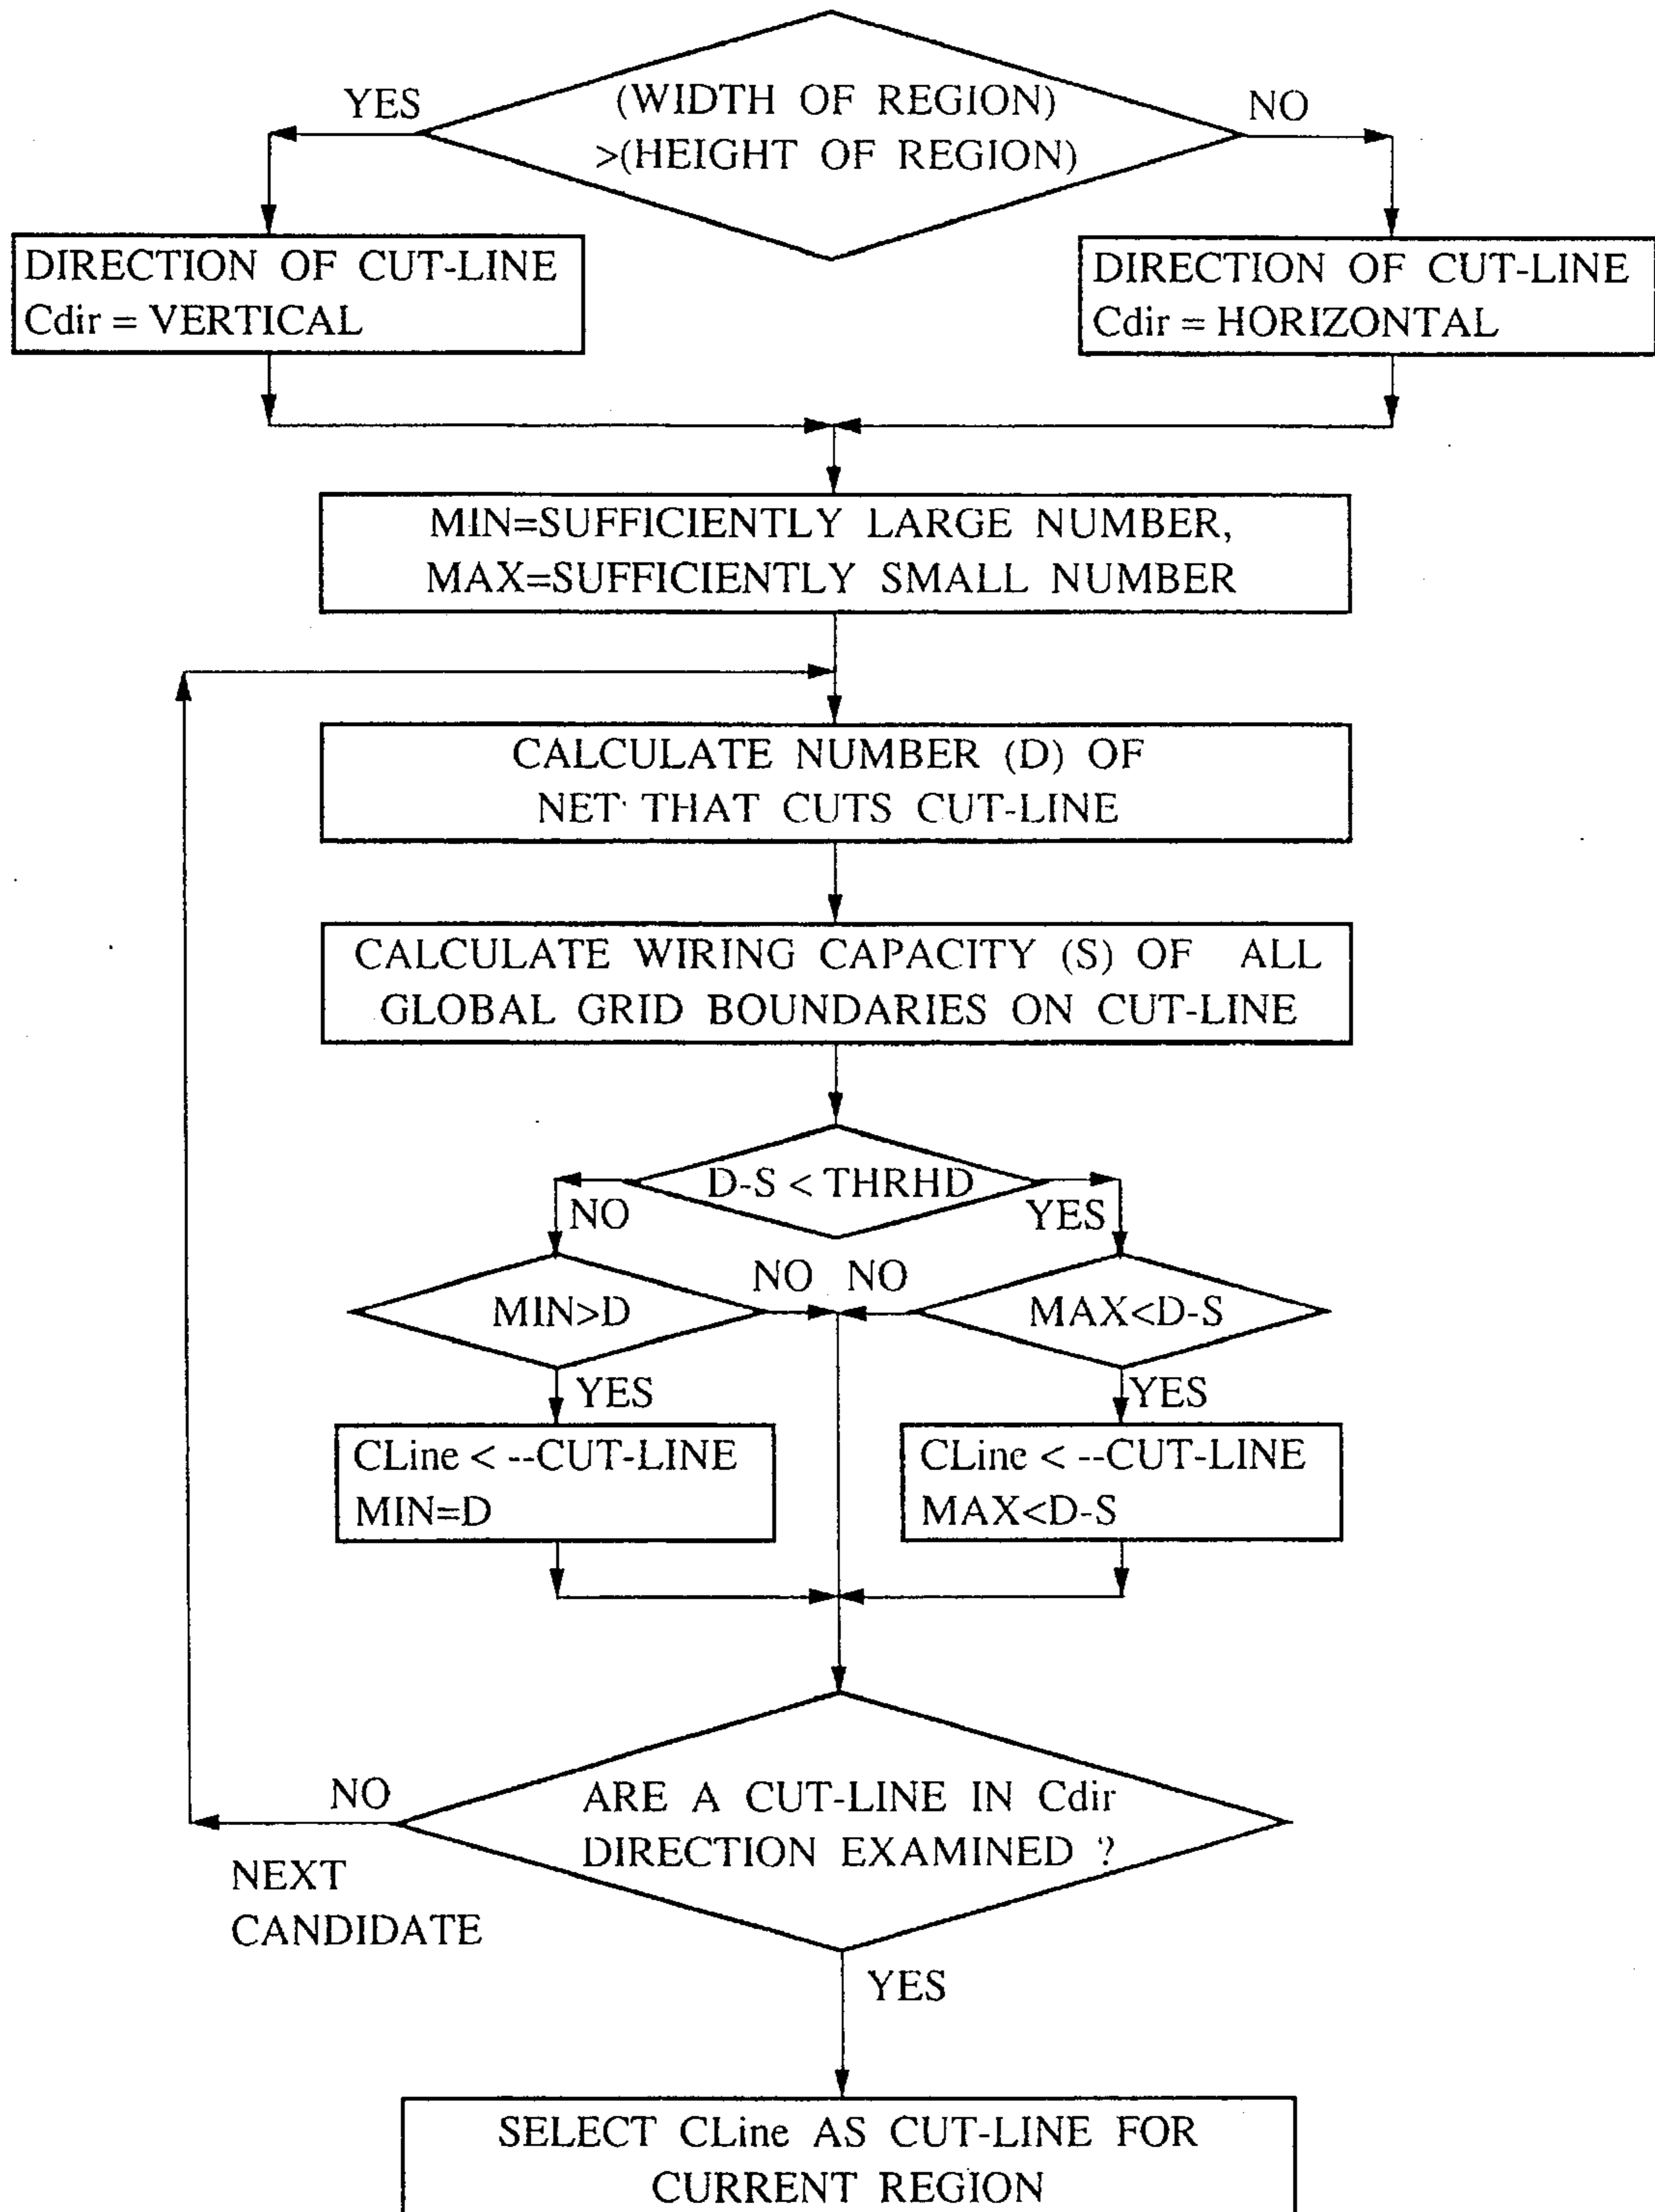 (WIDTH OF REGION)
>(HEIGHT OF REGION)
YES
NO
DIRECTION OF CUT-LINE
Cdir = VERTICAL
DIRECTION OF CUT-LINE
Cdir = HORIZONTAL
MIN=SUFFICIENTLY LARGE NUMBER,
MAX=SUFFICIENTLY SMALL NUMBER
CALCULATE NUMBER (D) OF
NET THAT CUTS CUT-LINE
CALCULATE WIRING CAPACITY (S) OF ALL
GLOBAL GRID BOUNDARIES ON CUT-LINE
D-S < THRHD
NO
YES
MIN>D
NO
NO
MAX<D-S
YES
YES
CLine < --CUT-LINE
MIN=D
CLine < --CUT-LINE
MAX<D-S
ARE A CUT-LINE IN Cdir
DIRECTION EXAMINED ?
NO
NEXT
CANDIDATE
YES
SELECT CLine AS CUT-LINE FOR
CURRENT REGION